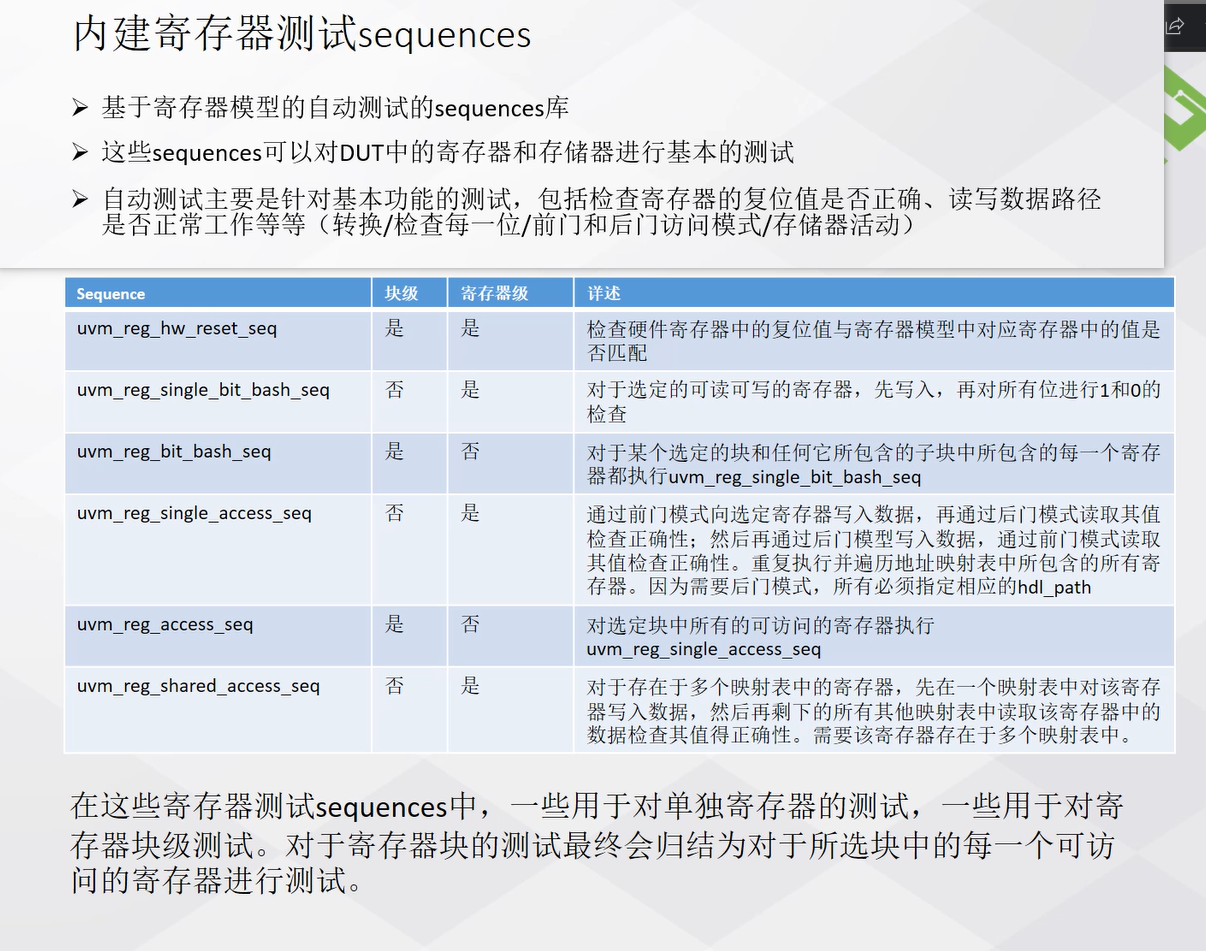 内建寄存器测试sequences
➢ 基于寄存器模型的自动测试的sequences库
➢ 这些sequences可以对DUT中的寄存器和存储器进行基本的测试
➢ 自动测试主要是针对基本功能的测试，包括检查寄存器的复位值是否正确、读写数据路径
是否正常工作等等（转换/检查每一位/前门和后门访问模式/存储器活动）
Sequence 块级 寄存器级 详述
uvm_reg_hw_reset_seq 是 是 检查硬件寄存器中的复位值与寄存器模型中对应寄存器中的值是
否匹配
uvm_reg_single_bit_bash_seq 否 是 对于选定的可读可写的寄存器，先写入，再对所有位进行1和0的
检查
uvm_reg_bit_bash_seq 是 否 对于某个选定的块和任何它所包含的子块中所包含的每一个寄存
器都执行uvm_reg_single_bit_bash_seq
uvm_reg_single_access_seq 否 是 通过前门模式向选定寄存器写入数据，再通过后门模式读取其值
检查正确性；然后再通过后门模型写入数据，通过前门模式读取
其值检查正确性。重复执行并遍历地址映射表中所包含的所有寄
存器。因为需要后门模式，所有必须指定相应的hdl_path
uvm_reg_access_seq 是 否 对选定块中所有的可访问的寄存器执行
uvm_reg_single_access_seq
uvm_reg_shared_access_seq 否 是 对于存在于多个映射表中的寄存器，先在一个映射表中对该寄存
器写入数据，然后再剩下的所有其他映射表中读取该寄存器中的
数据检查其值得正确性。需要该寄存器存在于多个映射表中。
在这些寄存器测试sequences中，一些用于对单独寄存器的测试，一些用于对寄
存器块级测试。对于寄存器块的测试最终会归结为对于所选块中的每一个可访
问的寄存器进行测试。